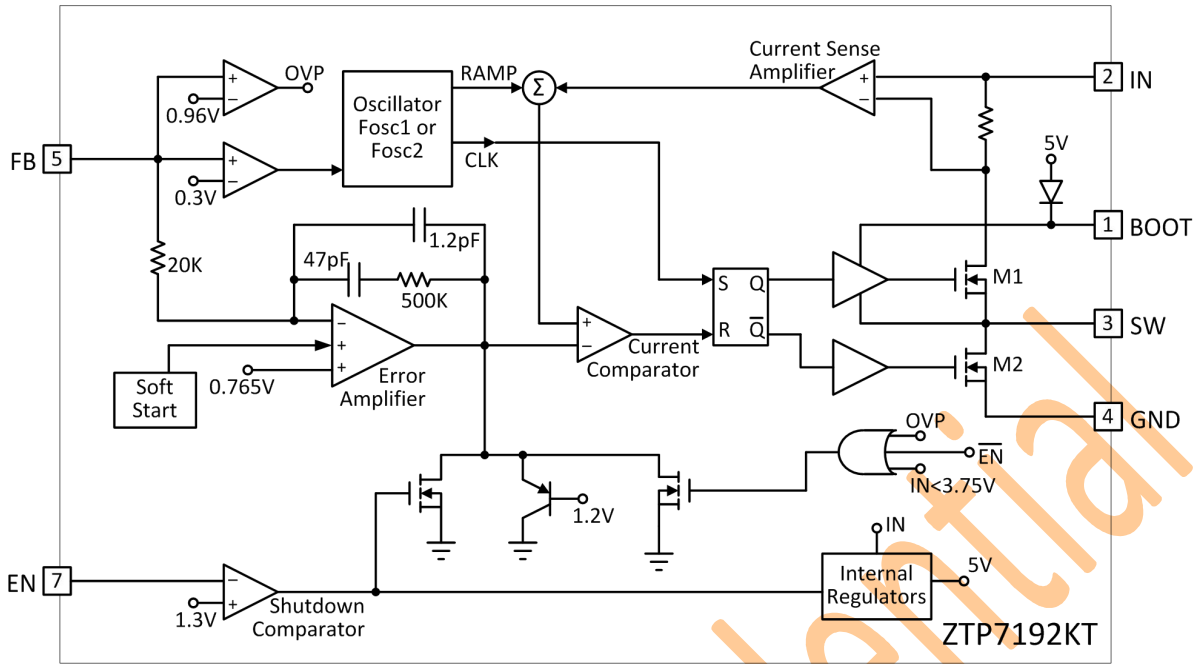 Current Sense
Amplifier
OVP
RAMP
+
−
0.96V
Oscillator
Fosc1 or
Fosc2
Σ
+
−
2
IN
FB
5
+
−
0.3V
CLK
5V
1
BOOT
20K
1.2pF
47pF
500K
S
Q
R
Q̅
M1
3
SW
−
+
+
Error
Amplifier
0.765V
Soft
Start
+
−
Current
Comparator
M2
4
GND
OVP
E̅N̅
IN<3.75V
1.2V
IN
5V
Internal
Regulators
EN
7
−
+
1.3V
Shutdown
Comparator
ZTP7192KT